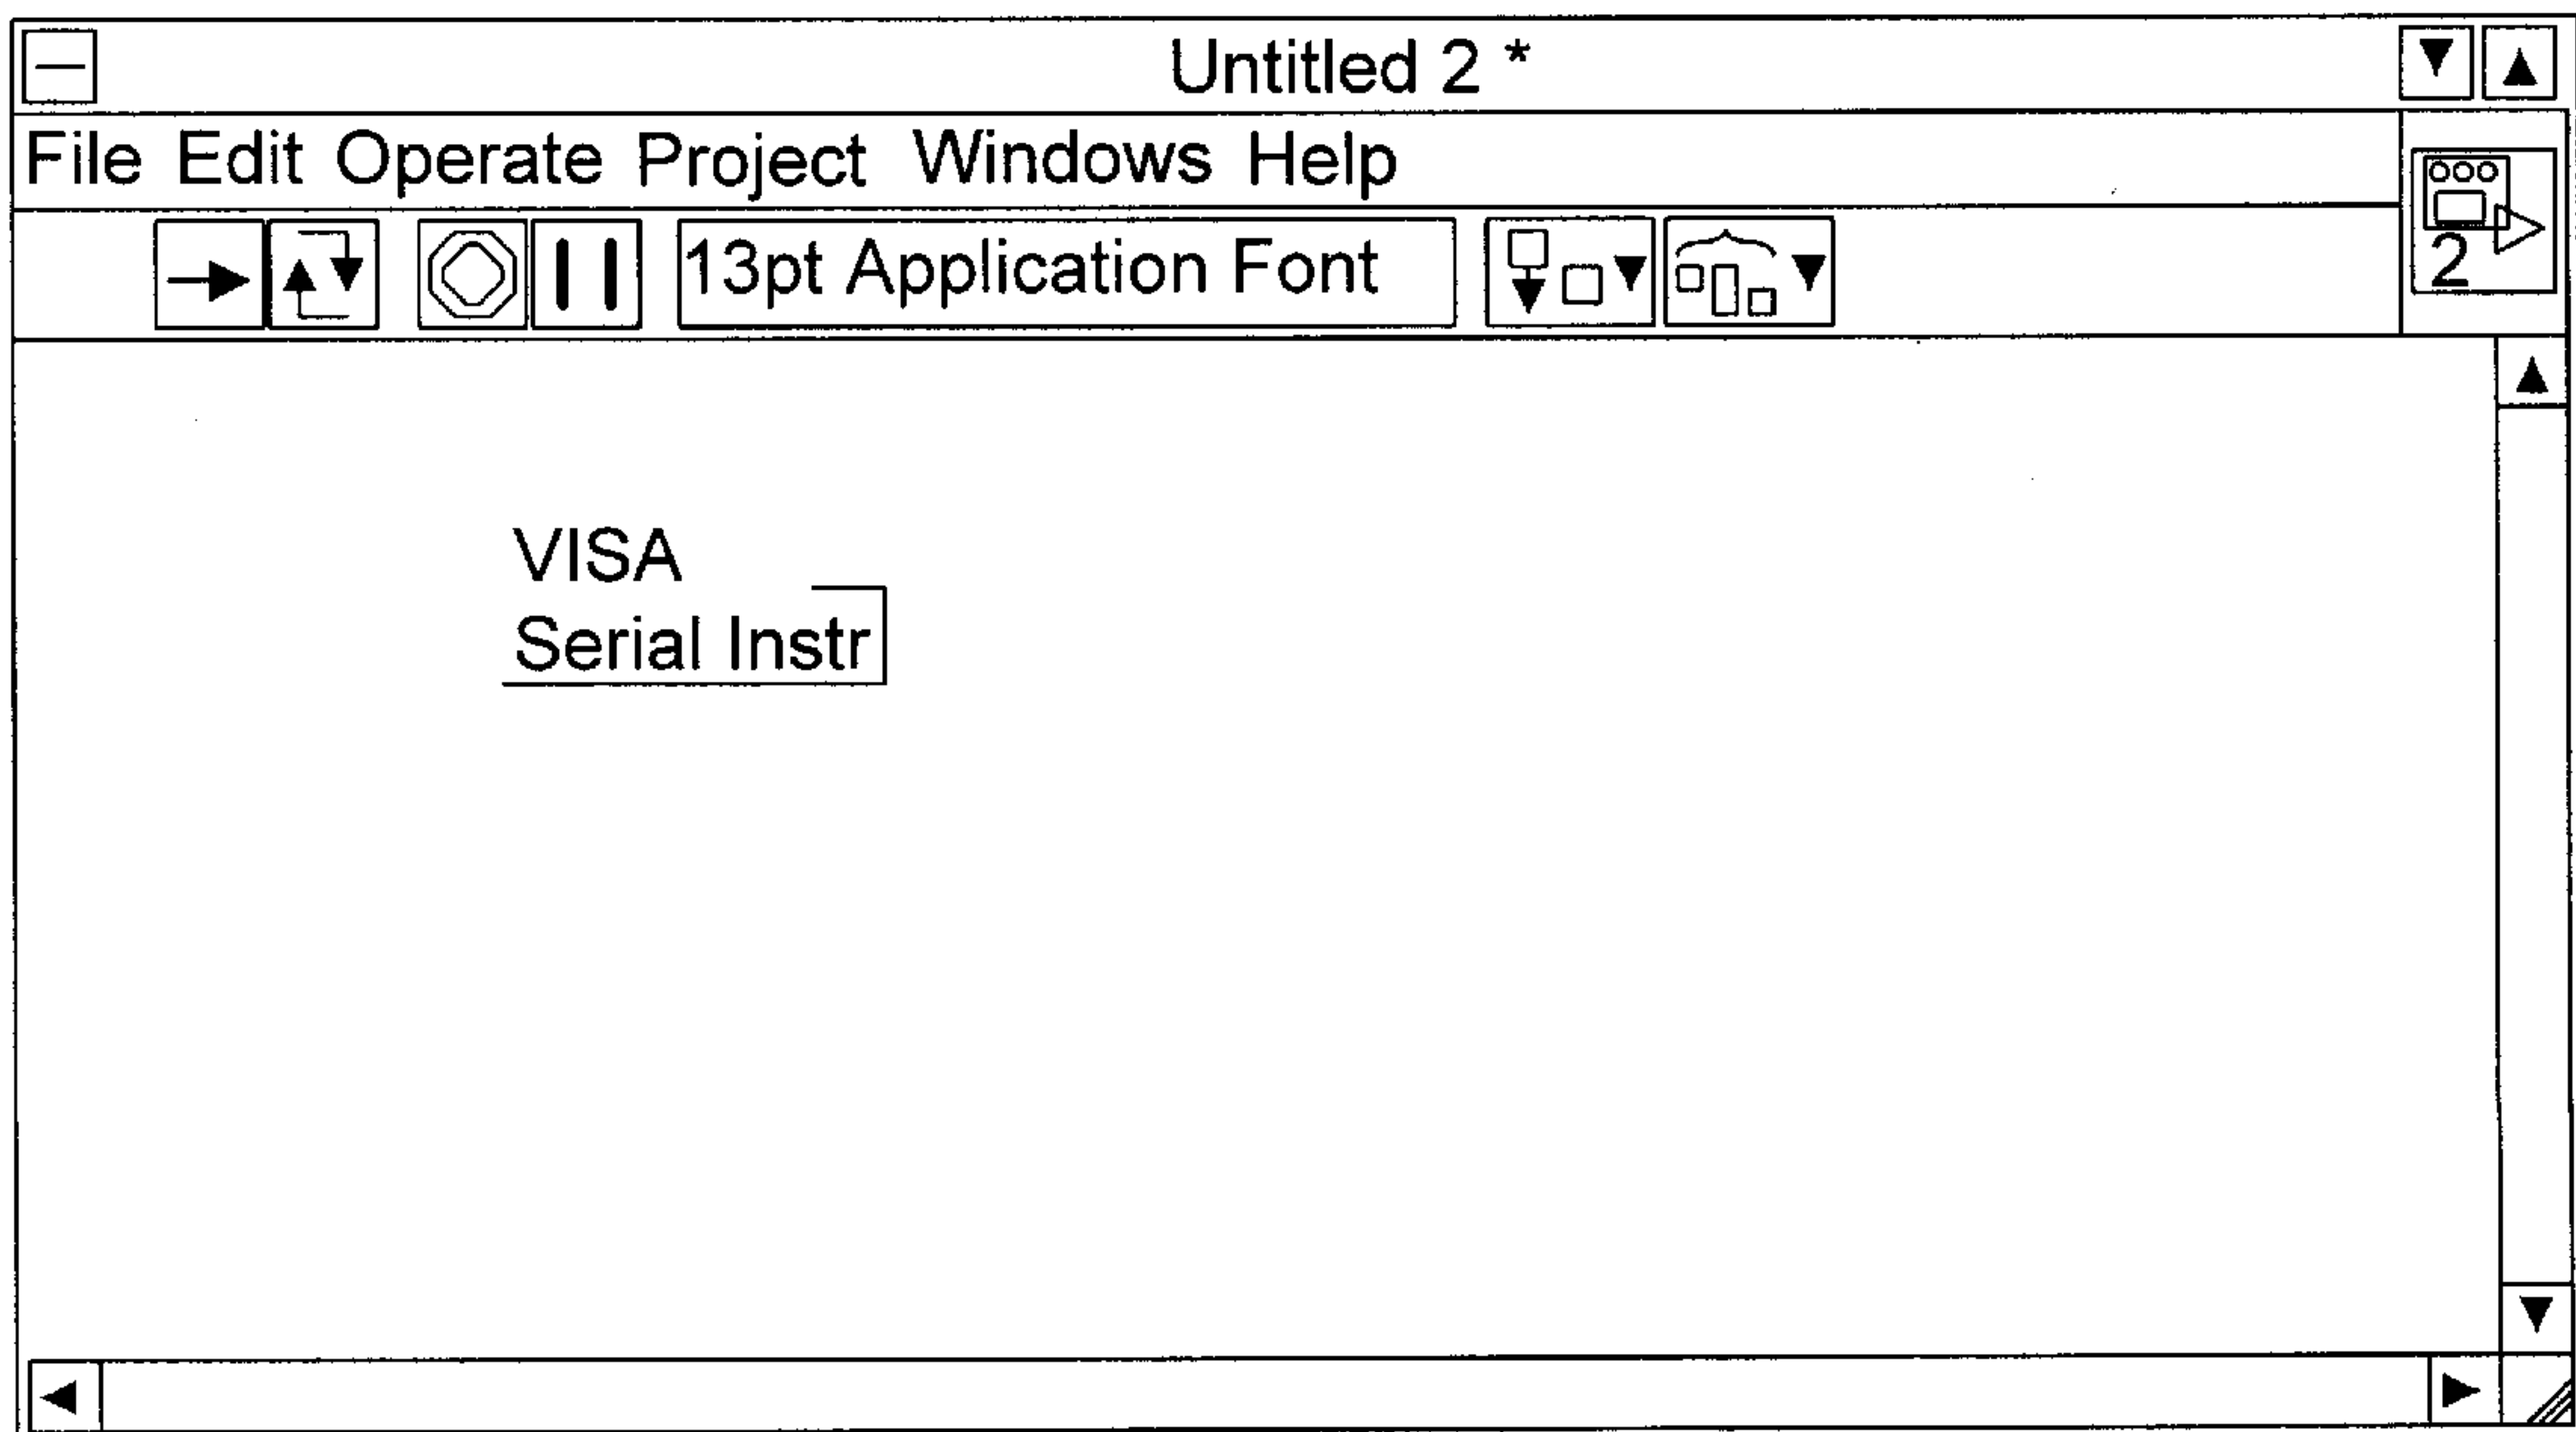 Untitled 2 *
File Edit Operate Project Windows Help
13pt Application Font
2
VISA
Serial Instr